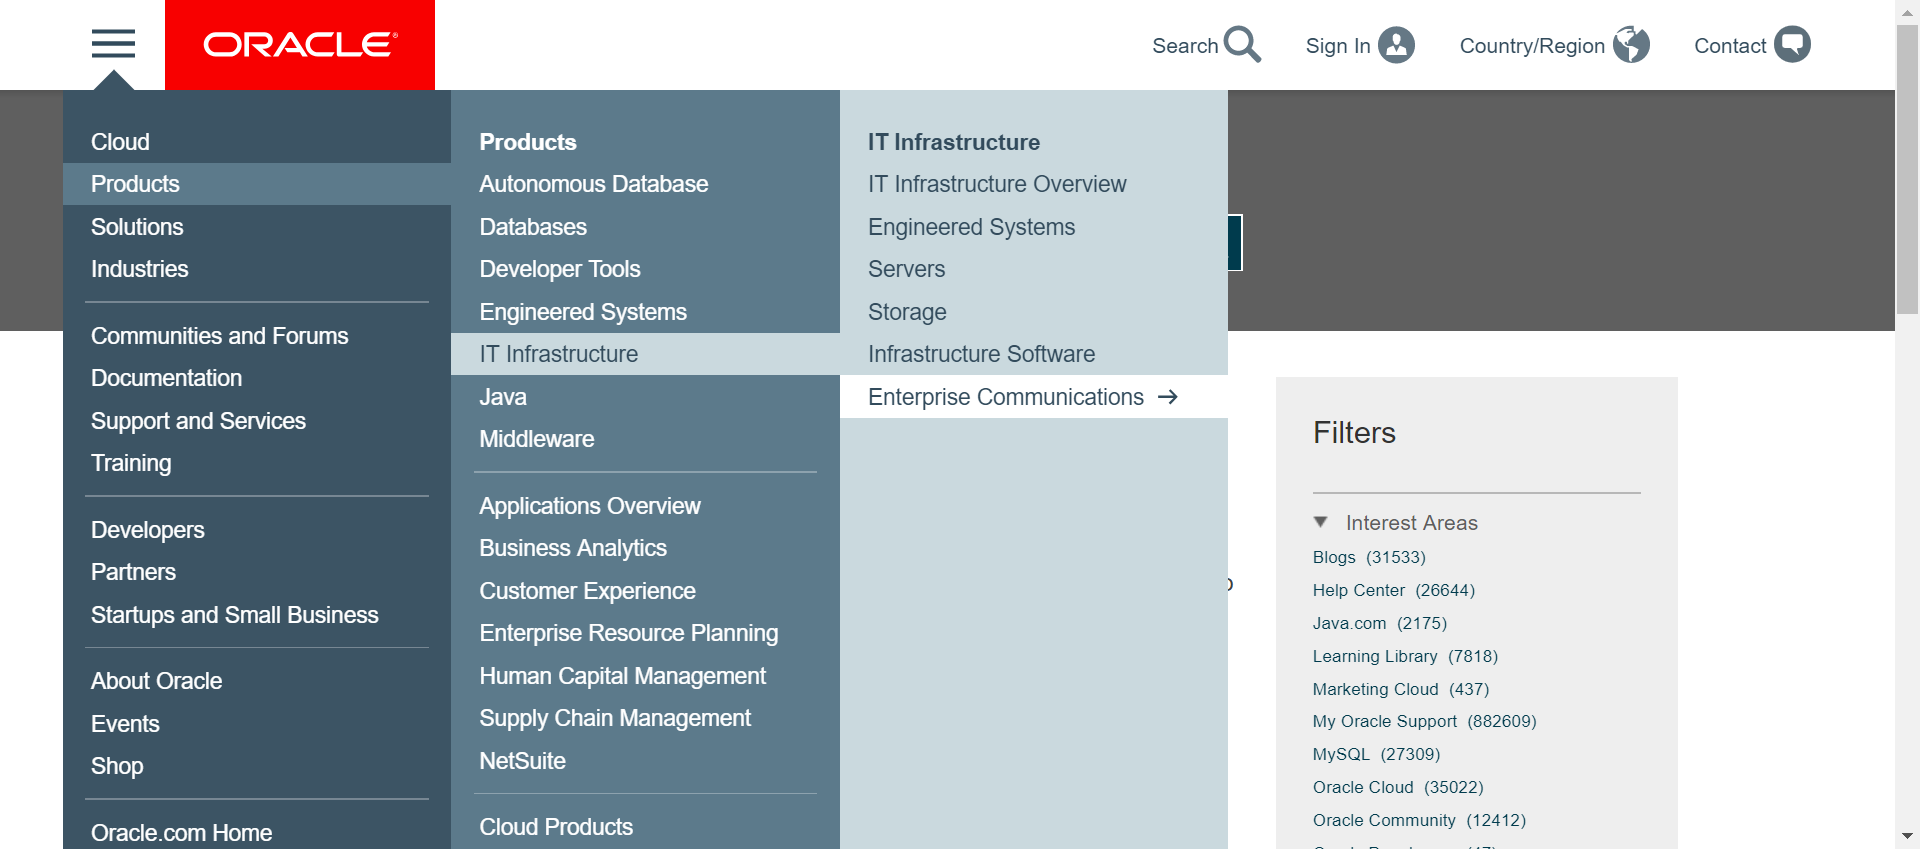 ORACLE
Search
Sign In
Country/Region
Contact
Cloud
Products
Solutions
Industries
Communities and Forums
Documentation
Support and Services
Training
Developers
Partners
Startups and Small Business
About Oracle
Events
Shop
Oracle.com Home
Products
Autonomous Database
Databases
Developer Tools
Engineered Systems
IT Infrastructure
Java
Middleware
Applications Overview
Business Analytics
Customer Experience
Enterprise Resource Planning
Human Capital Management
Supply Chain Management
NetSuite
Cloud Products
IT Infrastructure
IT Infrastructure Overview
Engineered Systems
Servers
Storage
Infrastructure Software
Enterprise Communications →
Filters
Interest Areas
Blogs (31533)
Help Center (26644)
Java.com (2175)
Learning Library (7818)
Marketing Cloud (437)
My Oracle Support (882609)
MySQL (27309)
Oracle Cloud (35022)
Oracle Community (12412)